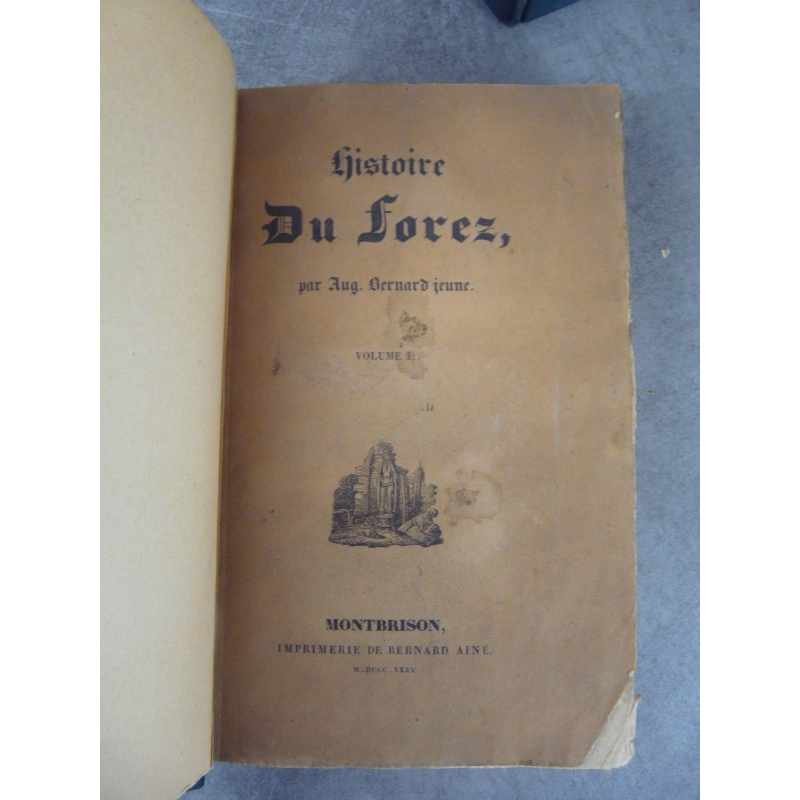 Histoire
Du Forez,
par Aug. Bernard jeune.
VOLUME I.
MONTBRISON,
IMPRIMERIE DE BERNARD AINÉ.
M. DCCC. XXXV